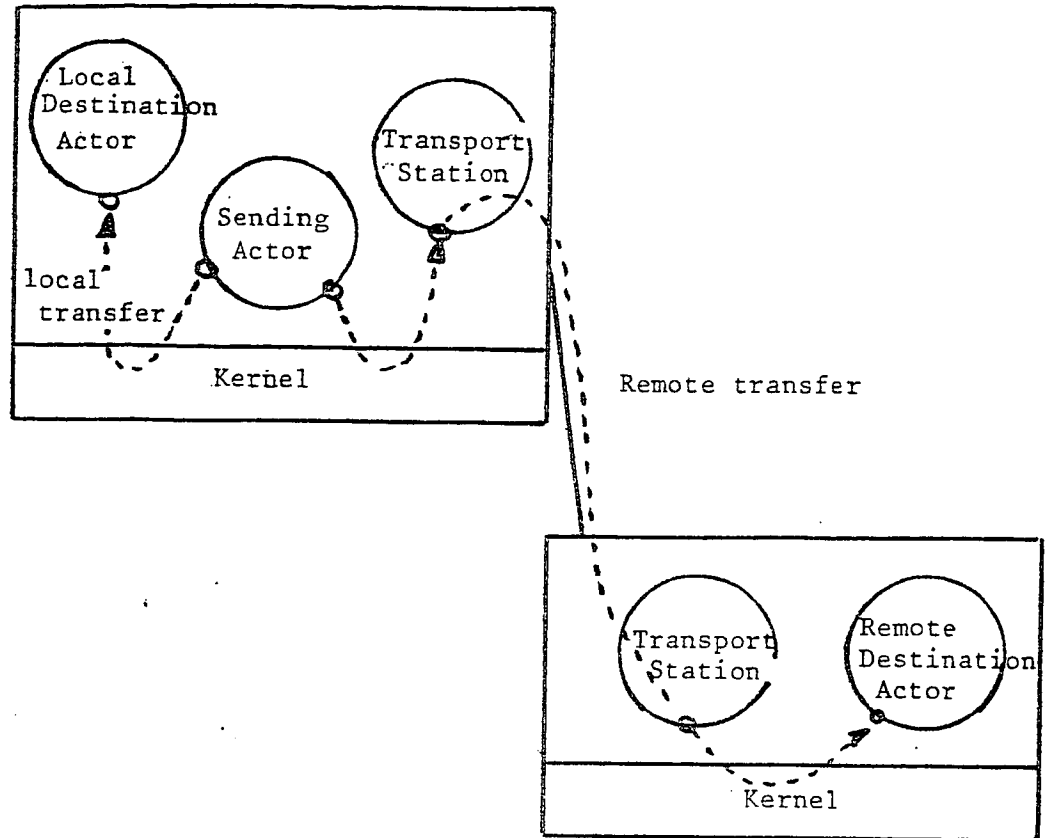 Local
Destination
Actor
Transport
Station
Sending
Actor
local
transfer
Kernel
Remote transfer
Transport
Station
Remote
Destination
Actor
Kernel